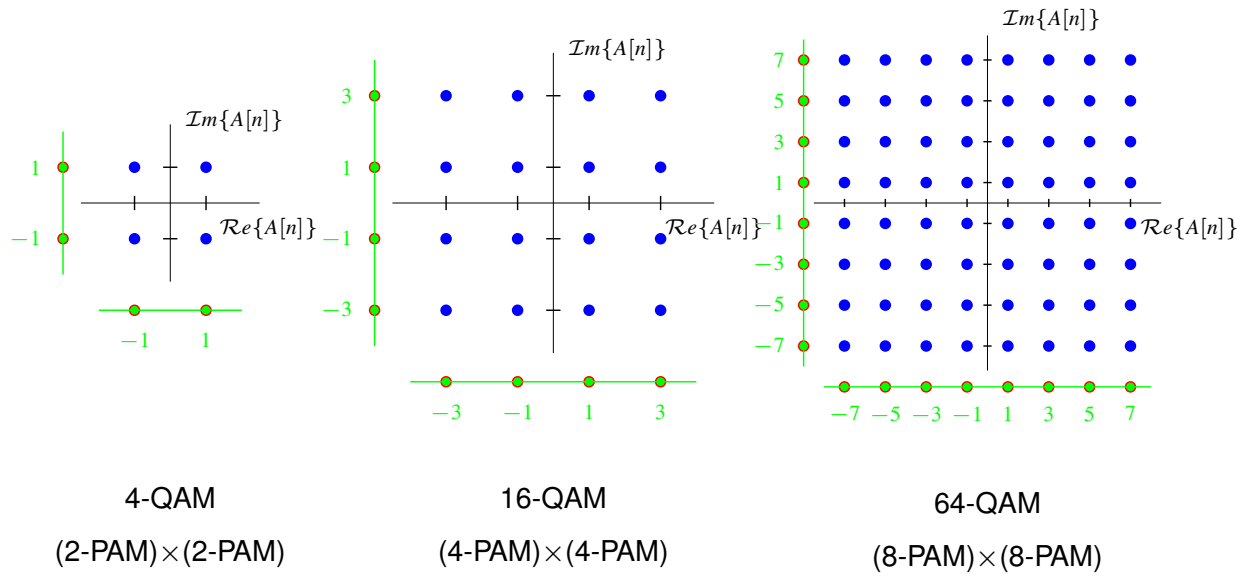 Im{A[n]}
1
−1
Re{A[n]}
−1 1
4-QAM
(2-PAM)×(2-PAM)
Im{A[n]}
3
1
−1
−3
Re{A[n]}
−3 −1 1 3
16-QAM
(4-PAM)×(4-PAM)
Im{A[n]}
7
5
3
1
−1
−3
−5
−7
Re{A[n]}
−7 −5 −3 −1 1 3 5 7
64-QAM
(8-PAM)×(8-PAM)